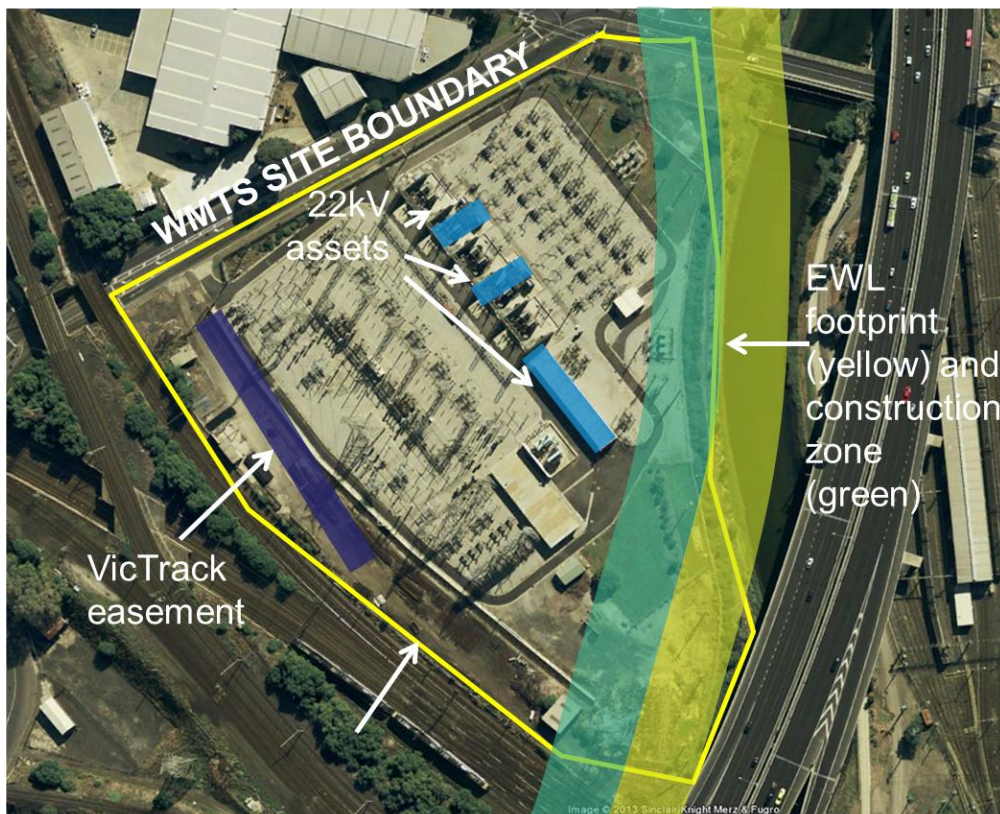 WMTS SITE BOUNDARY
22kV
assets
EWL
footprint
(yellow) and
construction
zone
(green)
VicTrack
easement
Image © 2013 Sinclair Knight Merz & Fugro